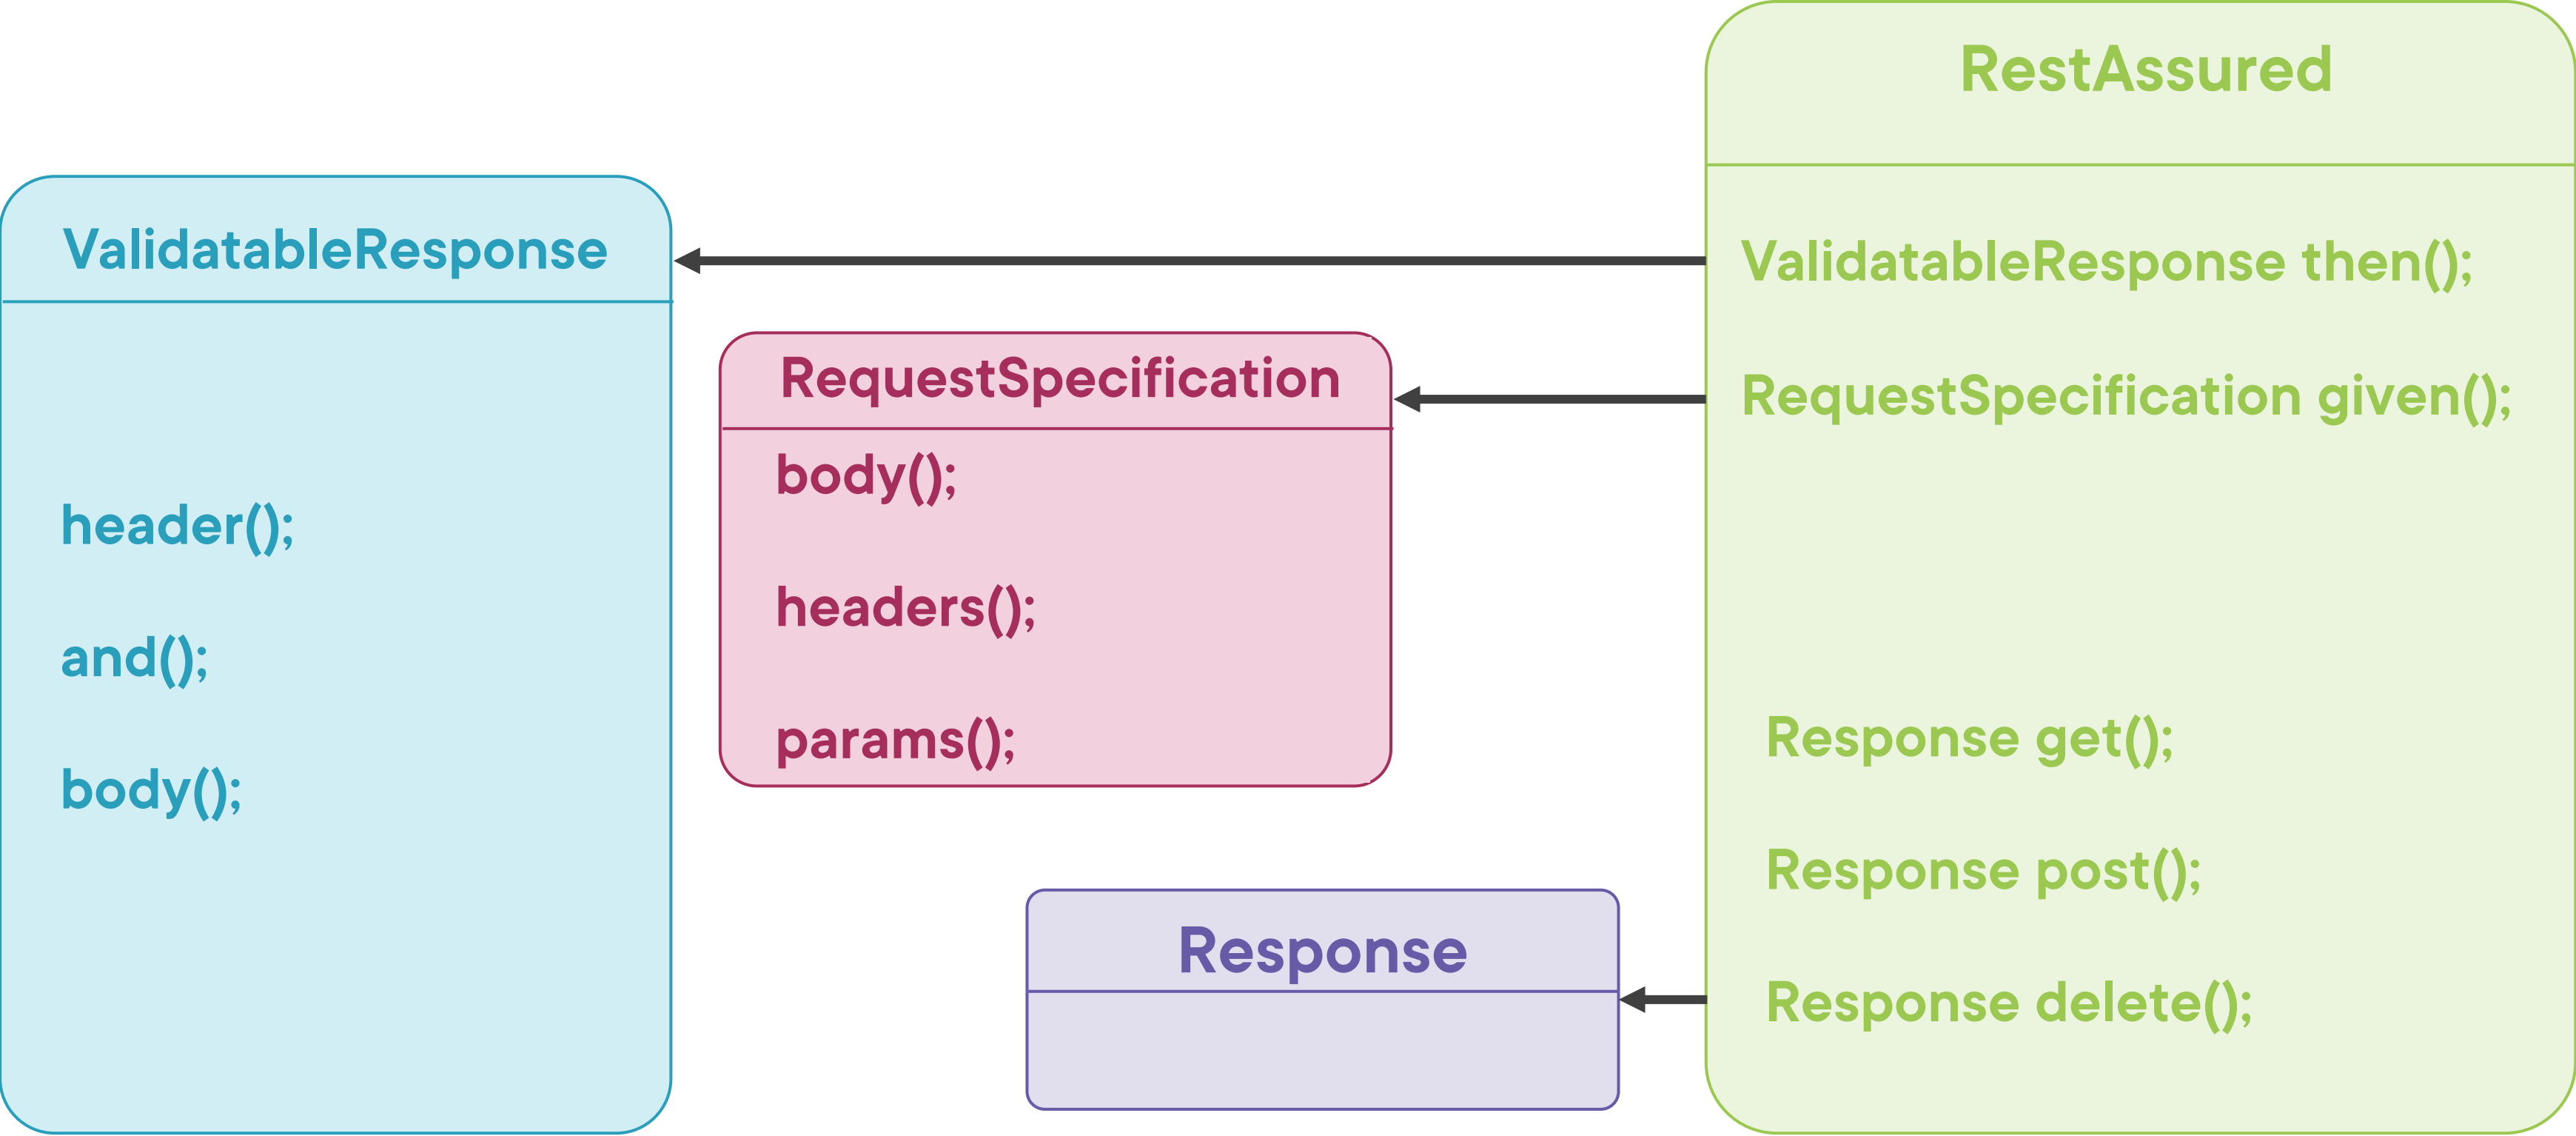 ValidatableResponse
header();
and();
body();
RequestSpecification
body();
headers();
params();
Response
RestAssured
ValidatableResponse then();
RequestSpecification given();
Response get();
Response post();
Response delete();